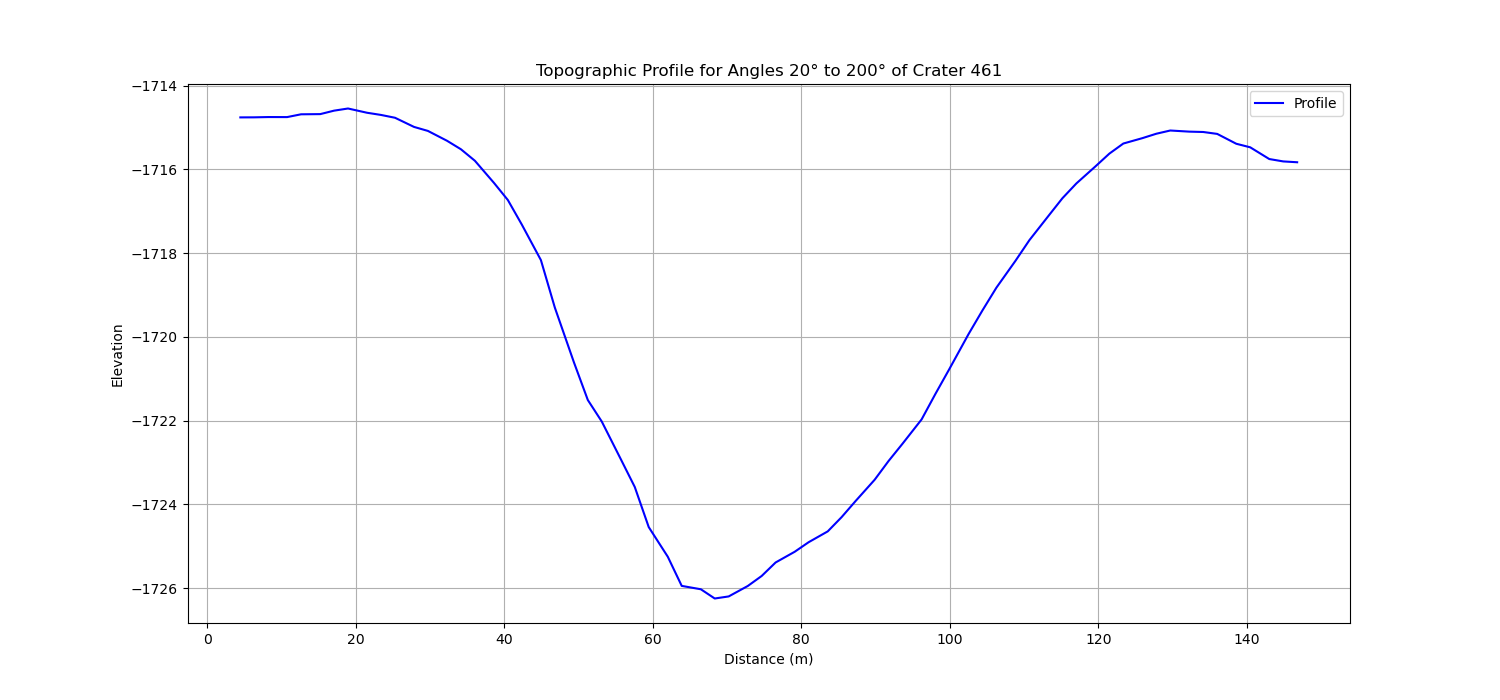 Topographic Profile for Angles 20° to 200° of Crater 461
Profile
Elevation
−1714
−1716
−1718
−1720
−1722
−1724
−1726
0 20 40 60 80 100 120 140
Distance (m)